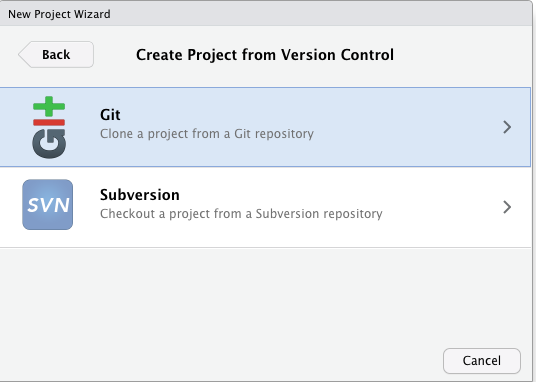 New Project Wizard
Back
Create Project from Version Control
git
Git
Clone a project from a Git repository
SVN
Subversion
Checkout a project from a Subversion repository
Cancel